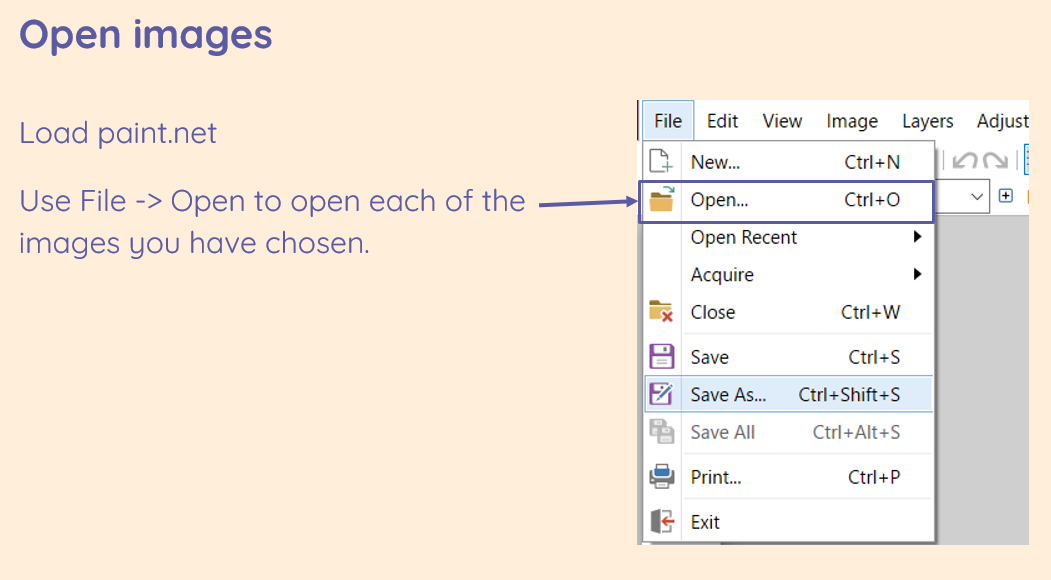 Open images
Load paint.net
Use File -> Open to open each of the
images you have chosen.
File Edit View Image Layers Adjust
New... Ctrl+N
Open... Ctrl+O
Open Recent
Acquire
Close Ctrl+W
Save Ctrl+S
Save As... Ctrl+Shift+S
Save All Ctrl+Alt+S
Print... Ctrl+P
Exit